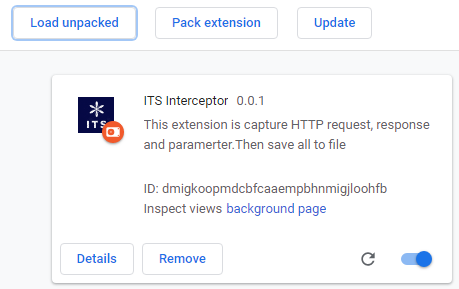 Load unpacked Pack extension Update
ITS Interceptor 0.0.1
ITS
This extension is capture HTTP request, response
and paramerter.Then save all to file
ID: dmigkoopmdcbfcaaempbhnmigjloohfb
Inspect views background page
Details Remove